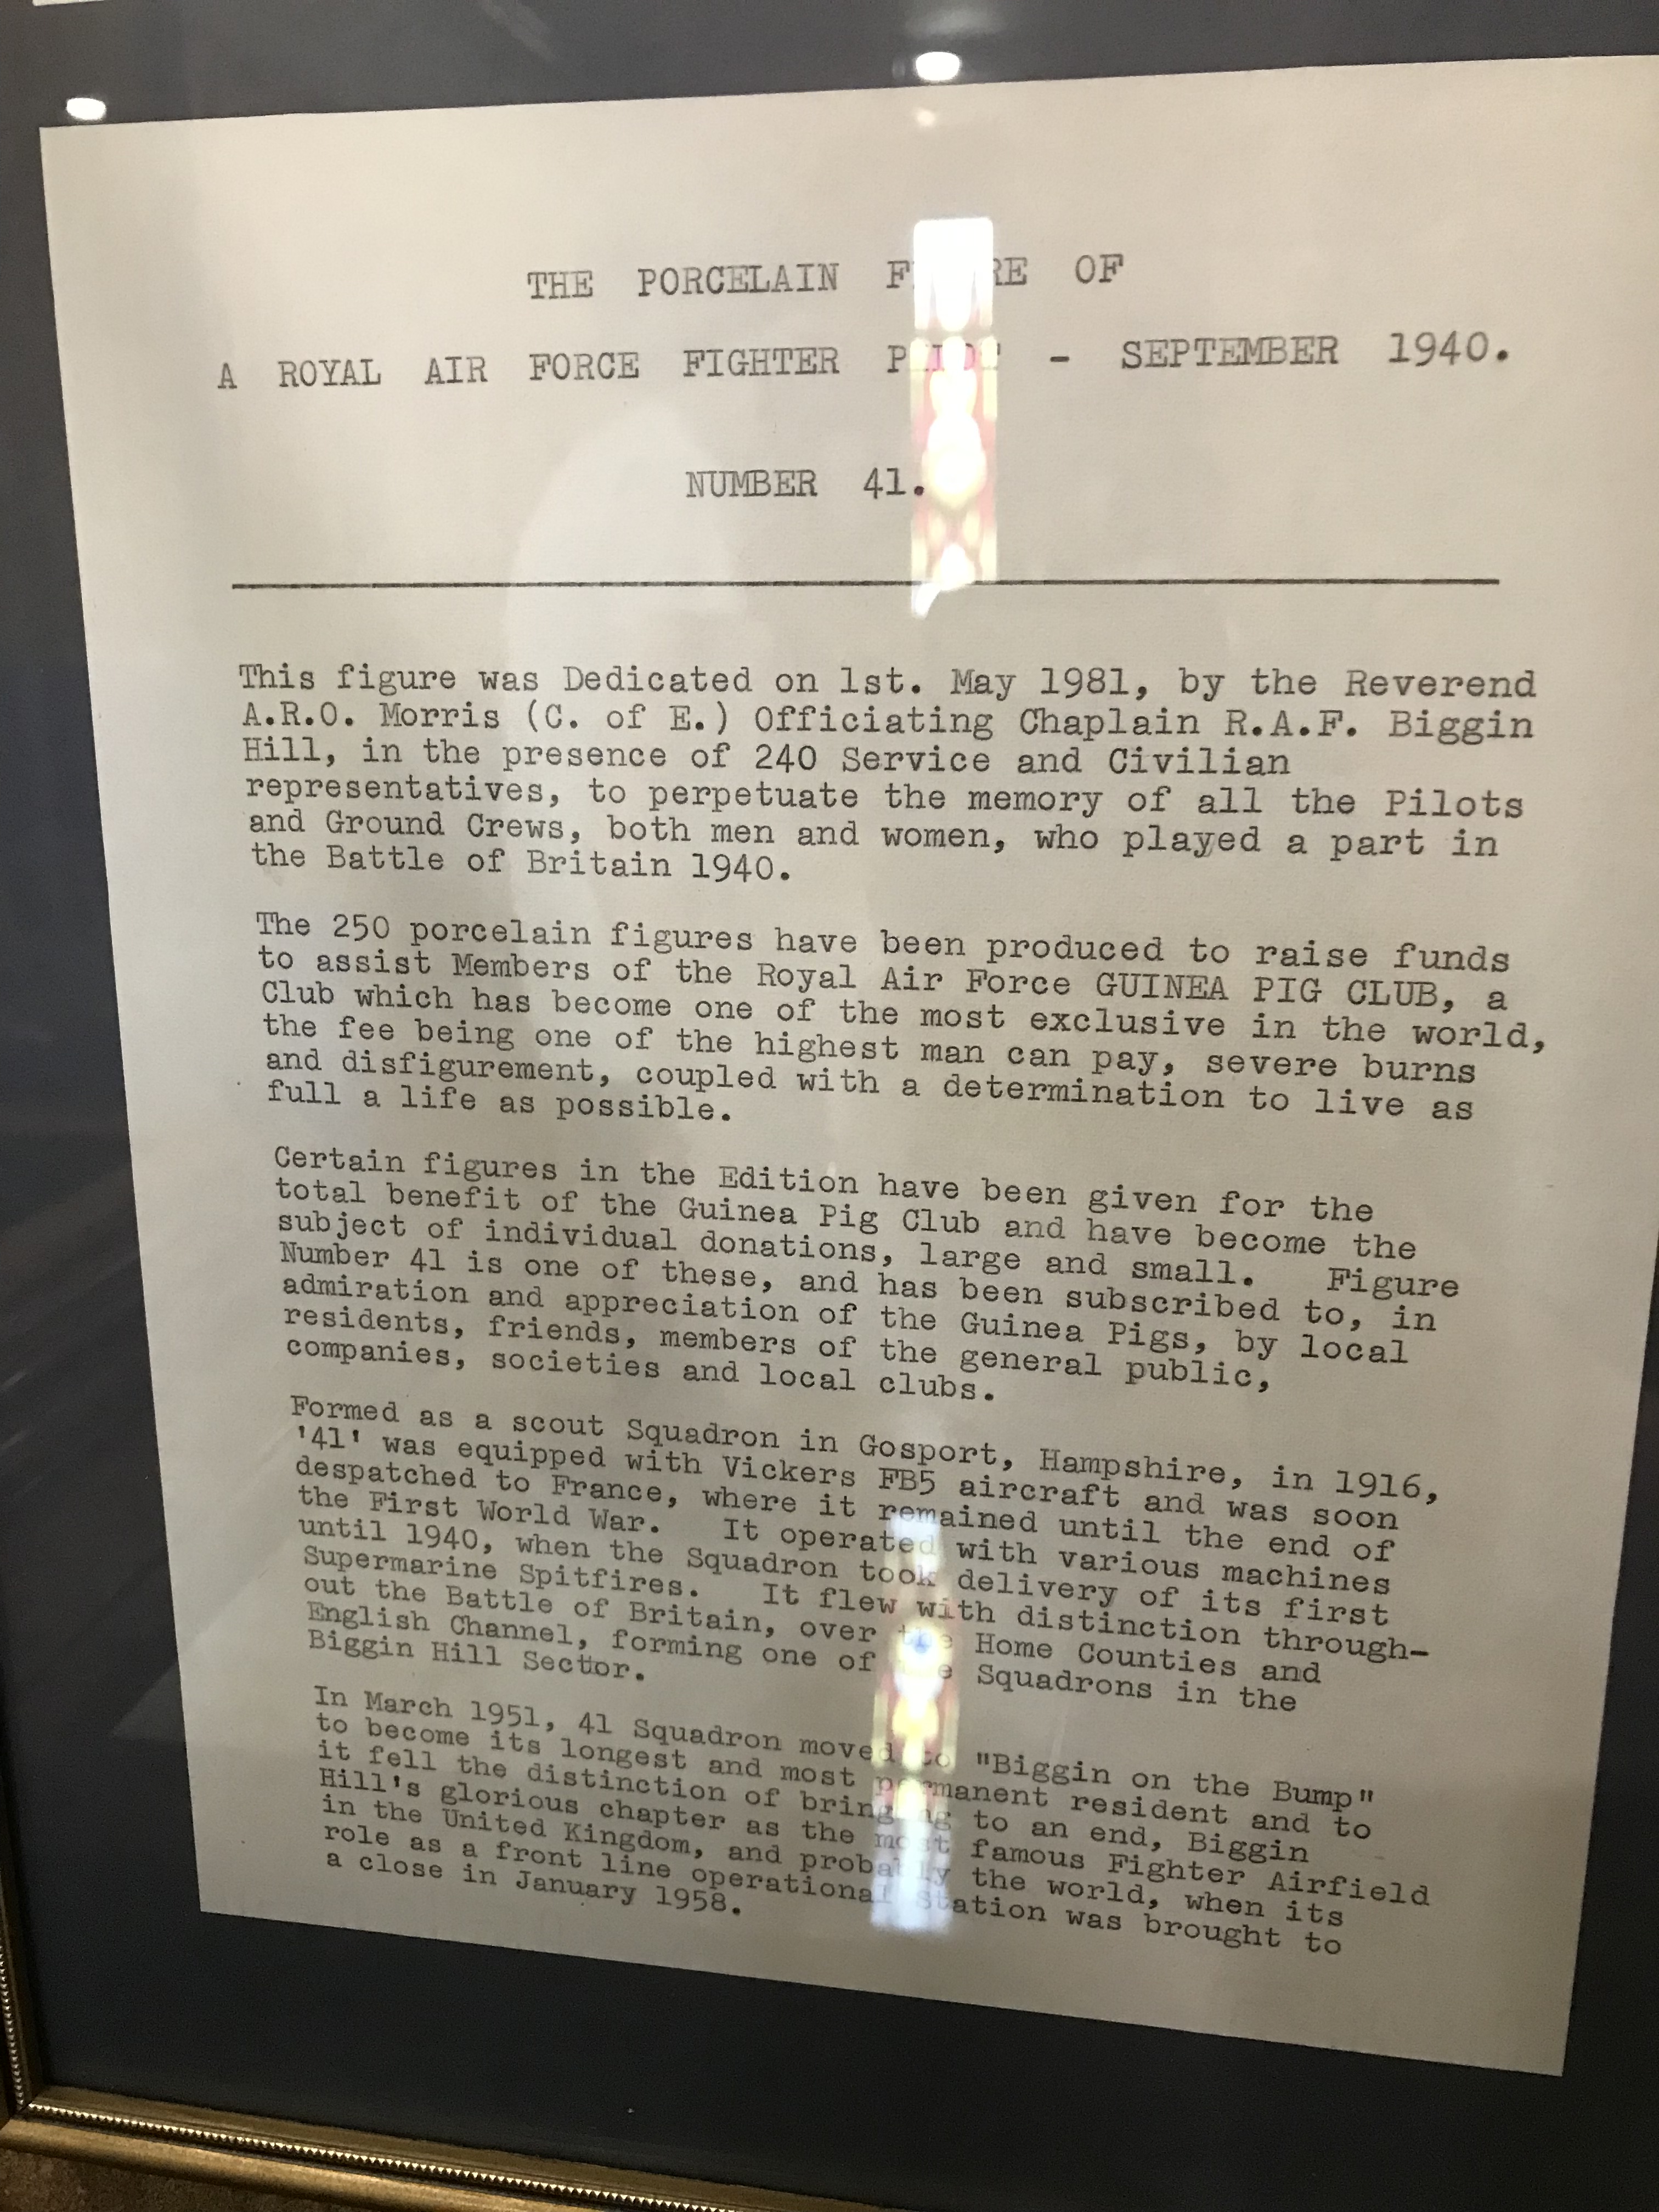 THE PORCELAIN FIGURE OF
A ROYAL AIR FORCE FIGHTER PILOT - SEPTEMBER 1940.
NUMBER 41.
This figure was Dedicated on 1st. May 1981, by the Reverend
A.R.O. Morris (C. of E.) Officiating Chaplain R.A.F. Biggin
Hill, in the presence of 240 Service and Civilian
representatives, to perpetuate the memory of all the Pilots
and Ground Crews, both men and women, who played a part in
the Battle of Britain 1940.
The 250 porcelain figures have been produced to raise funds
to assist Members of the Royal Air Force GUINEA PIG CLUB, a
Club which has become one of the most exclusive in the world,
the fee being one of the highest man can pay, severe burns
and disfigurement, coupled with a determination to live as
full a life as possible.
Certain figures in the Edition have been given for the
total benefit of the Guinea Pig Club and have become the
subject of individual donations, large and small. Figure
Number 41 is one of these, and has been subscribed to, in
admiration and appreciation of the Guinea Pigs, by local
residents, friends, members of the general public,
companies, societies and local clubs.
Formed as a scout Squadron in Gosport, Hampshire, in 1916,
'41' was equipped with Vickers FB5 aircraft and was soon
despatched to France, where it remained until the end of
the First World War. It operated with various machines
until 1940, when the Squadron took delivery of its first
Supermarine Spitfires. It flew with distinction through-
out the Battle of Britain, over the Home Counties and
English Channel, forming one of the Squadrons in the
Biggin Hill Sector.
In March 1951, 41 Squadron moved to "Biggin on the Bump"
to become its longest and most permanent resident and to
it fell the distinction of bringing to an end, Biggin
Hill's glorious chapter as the most famous Fighter Airfield
in the United Kingdom, and probably the world, when its
role as a front line operational station was brought to
a close in January 1958.